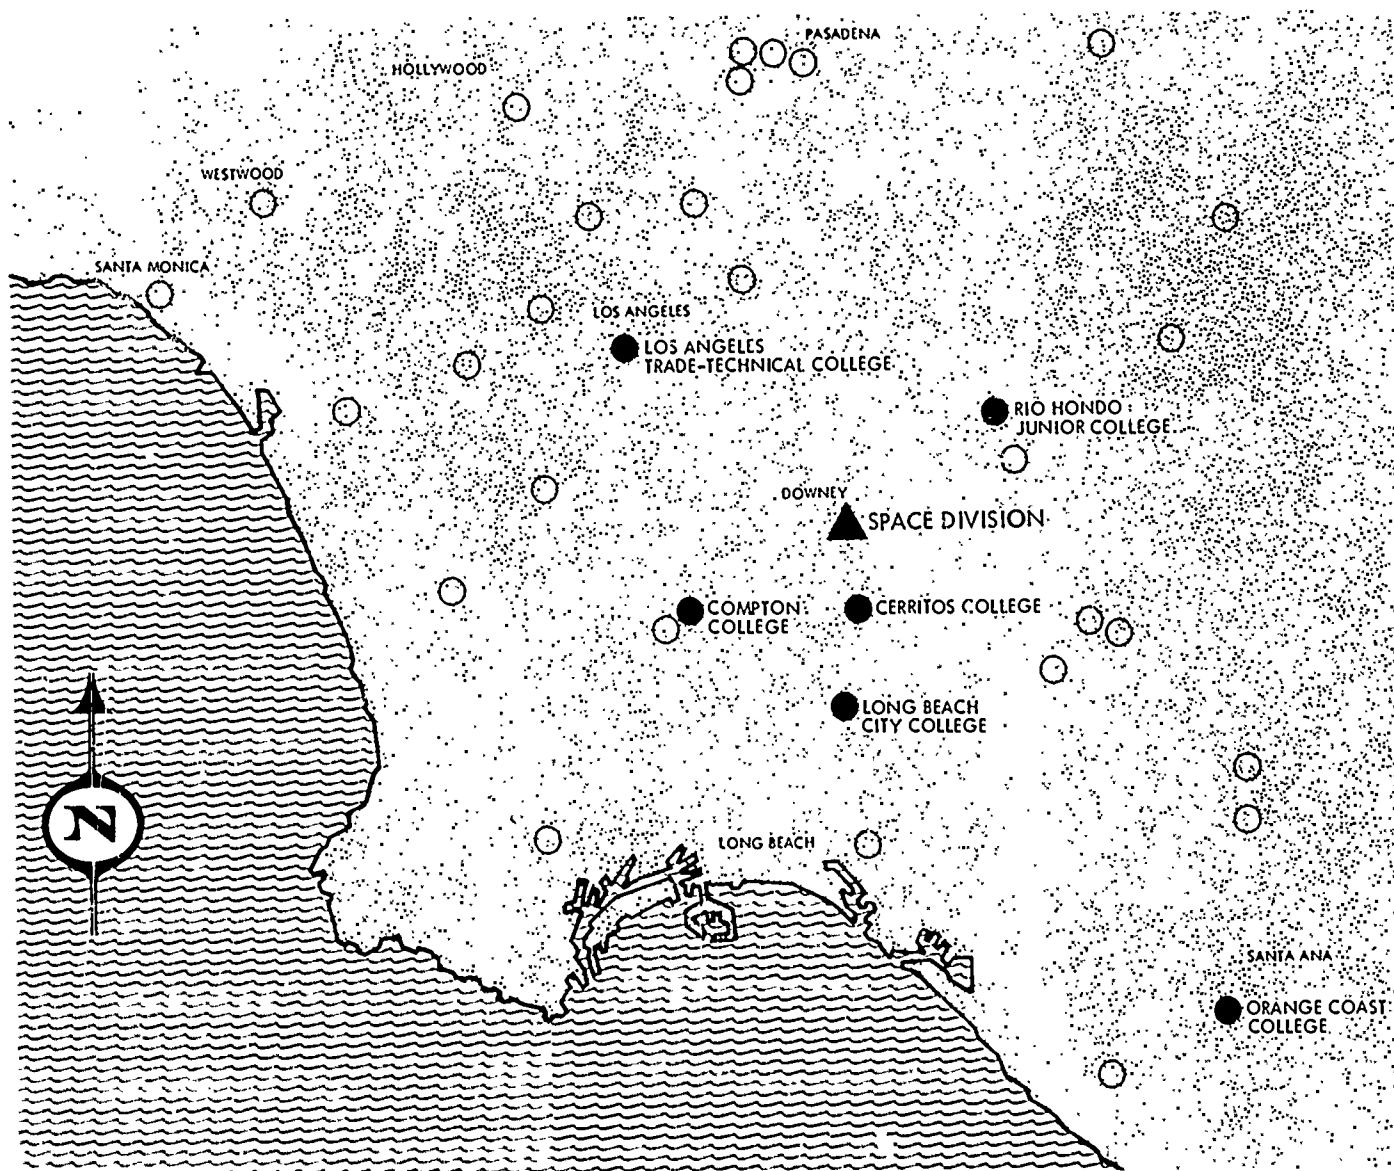 PASADENA
HOLLYWOOD
WESTWOOD
SANTA MONICA
LOS ANGELES
LOS ANGELES
TRADE-TECHNICAL COLLEGE
RIO HONDO
JUNIOR COLLEGE
DOWNEY
SPACE DIVISION
COMPTON
COLLEGE
CERRITOS COLLEGE
LONG BEACH
CITY COLLEGE
N
LONG BEACH
SANTA ANA
ORANGE COAST
COLLEGE